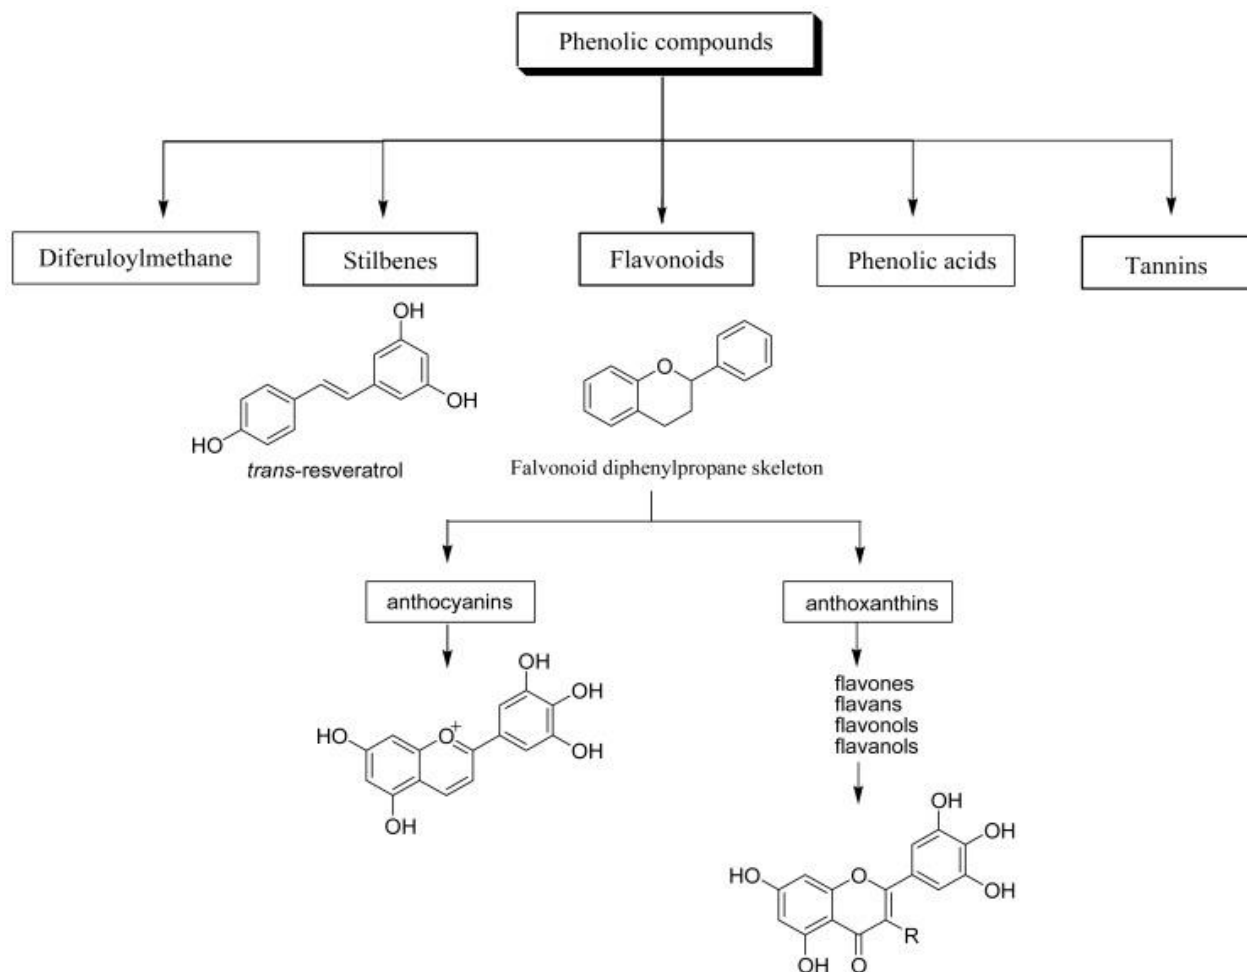 Phenolic compounds
Diferuloylmethane
Stilbenes
Flavonoids
Phenolic acids
Tannins
OH
OH
HO
trans-resveratrol
O
Falvonoid diphenylpropane skeleton
anthocyanins
anthoxanthins
OH
OH
OH
HO
O+
OH
flavones
flavans
flavonols
flavanols
OH
OH
OH
HO
O
R
OH
O